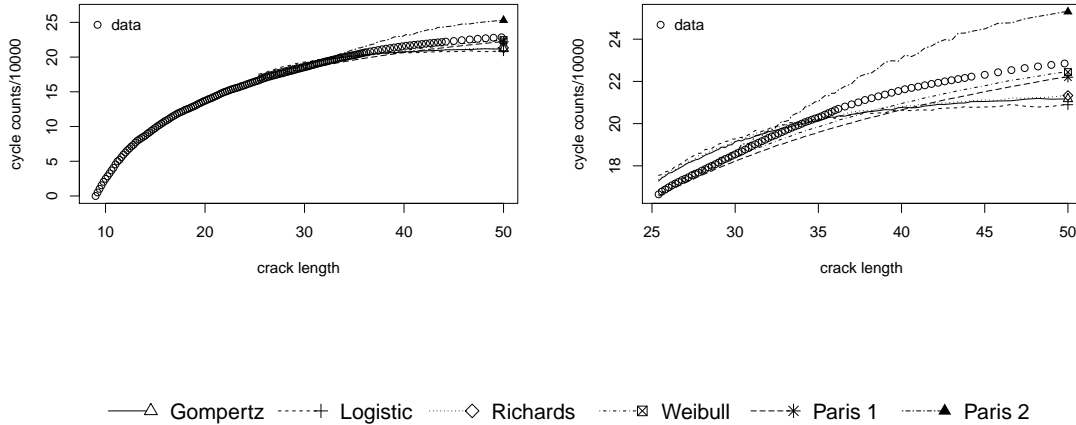 data
cycle counts/10000
0 5 10 15 20 25
10 20 30 40 50
crack length
data
cycle counts/10000
18 20 22 24
25 30 35 40 45 50
crack length
Gompertz Logistic Richards Weibull Paris 1 Paris 2